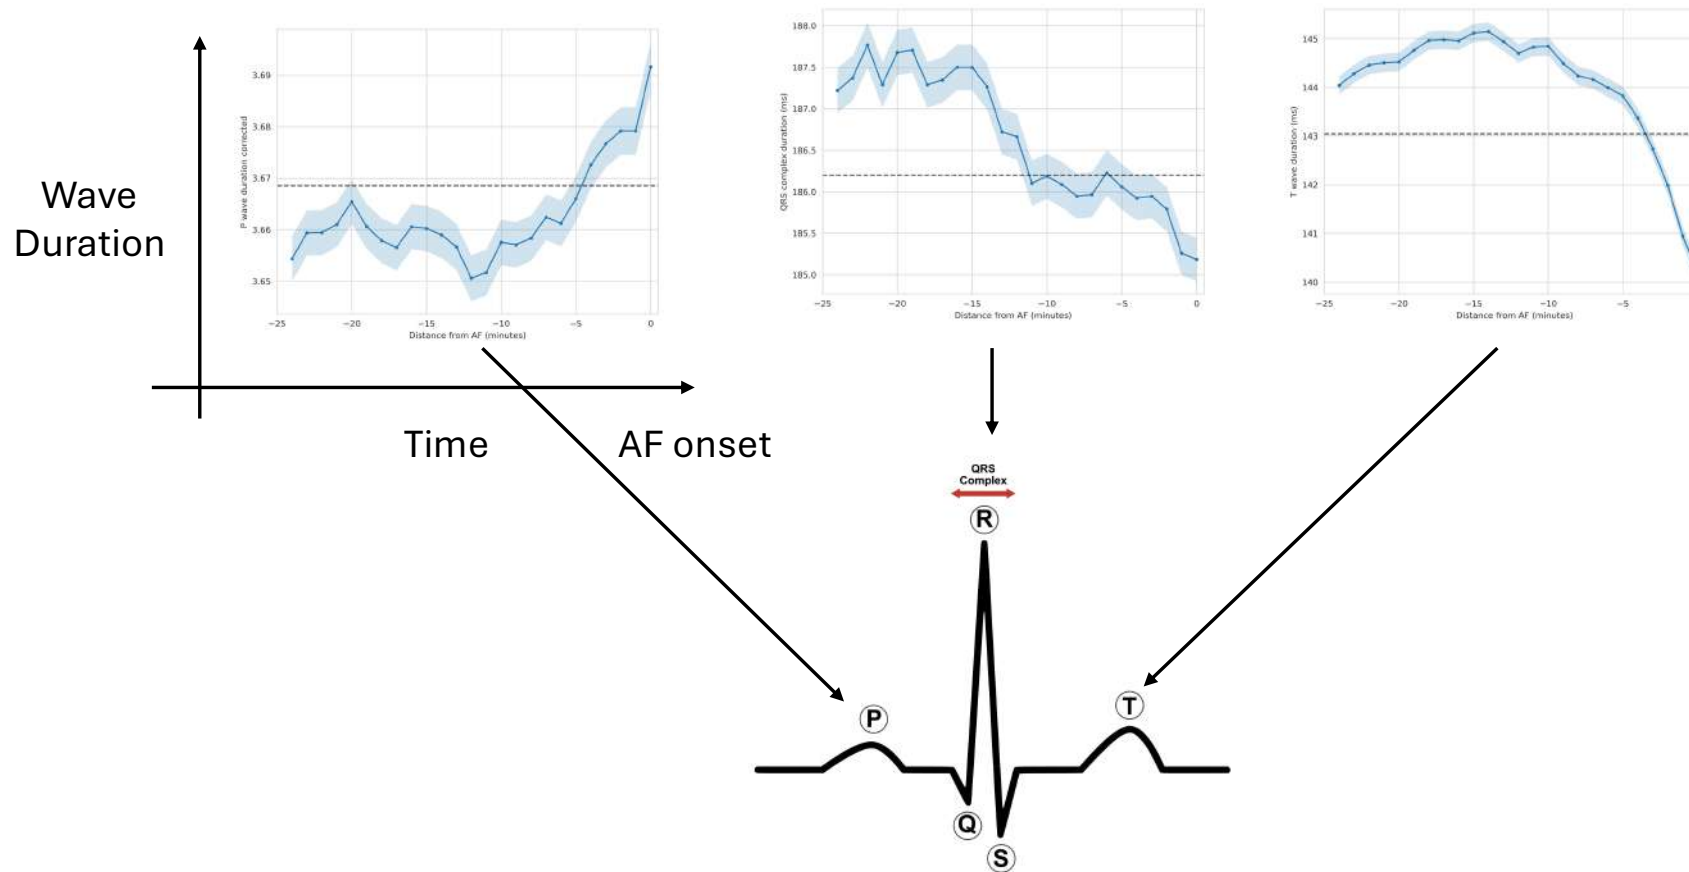 Wave
Duration
P wave duration corrected
3.69
3.68
3.67
3.66
3.65
−25 −20 −15 −10 −5 0
Distance from AF (minutes)
QRS complex duration (ms)
188.0
187.5
187.0
186.5
186.0
185.5
185.0
−25 −20 −15 −10 −5 0
Distance from AF (minutes)
T wave duration (ms)
145
144
143
142
141
140
−25 −20 −15 −10 −5
Distance from AF (minutes)
Time
AF onset
QRS
Complex
R
P
T
Q
S